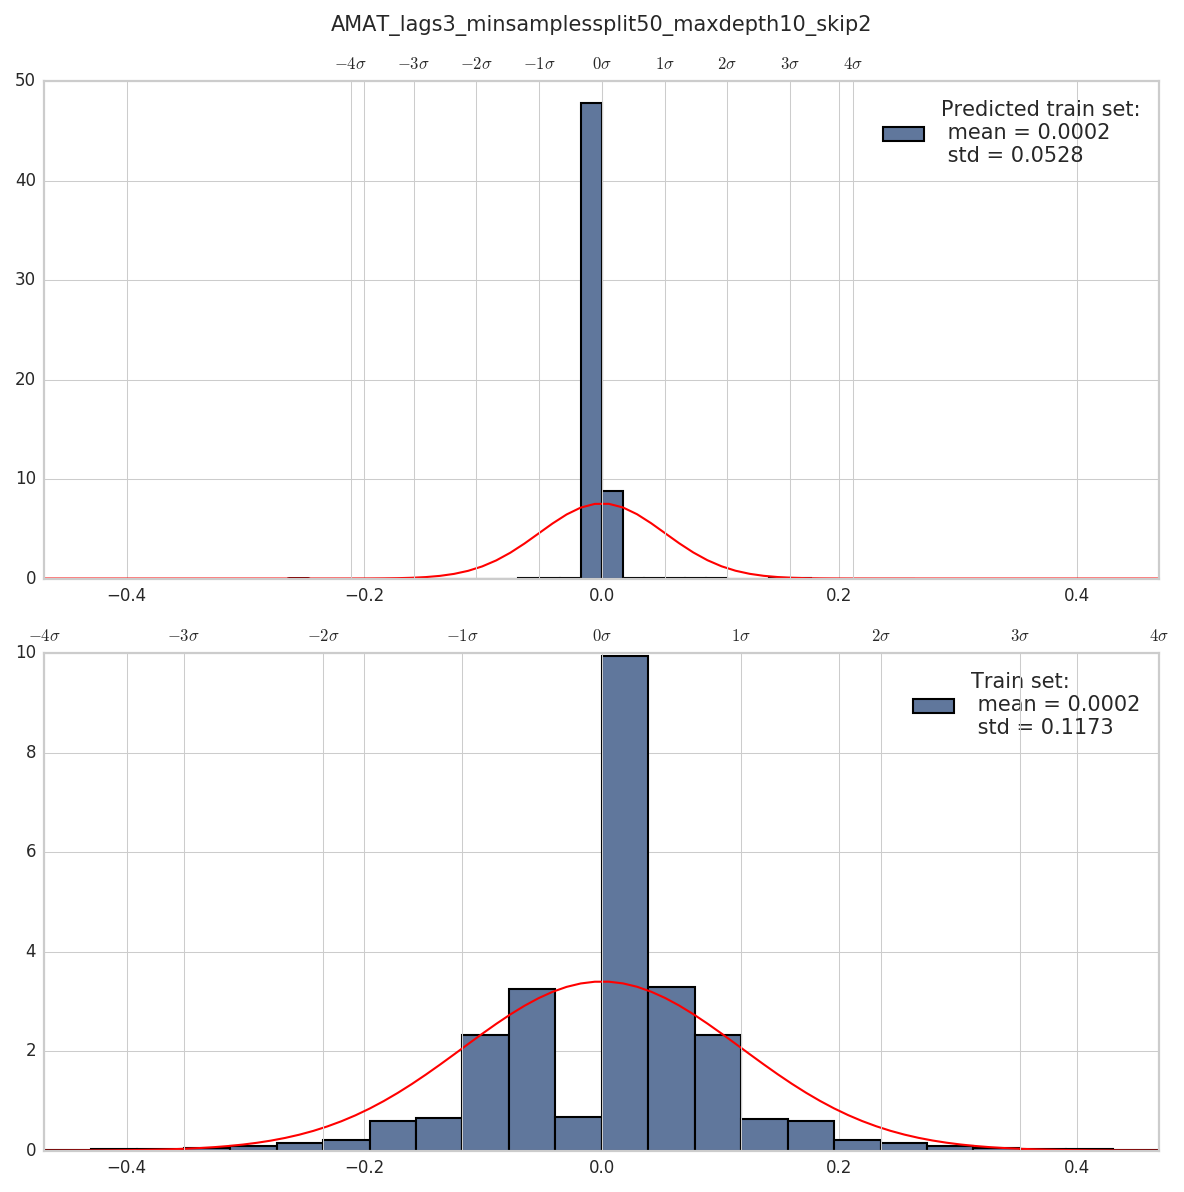 AMAT_lags3_minsamplessplit50_maxdepth10_skip2
−4σ −3σ −2σ −1σ 0σ 1σ 2σ 3σ 4σ
50
40
30
20
10
0
Predicted train set:
mean = 0.0002
std = 0.0528
−0.4 −0.2 0.0 0.2 0.4
−4σ −3σ −2σ −1σ 0σ 1σ 2σ 3σ 4σ
10
8
6
4
2
0
Train set:
mean = 0.0002
std = 0.1173
−0.4 −0.2 0.0 0.2 0.4